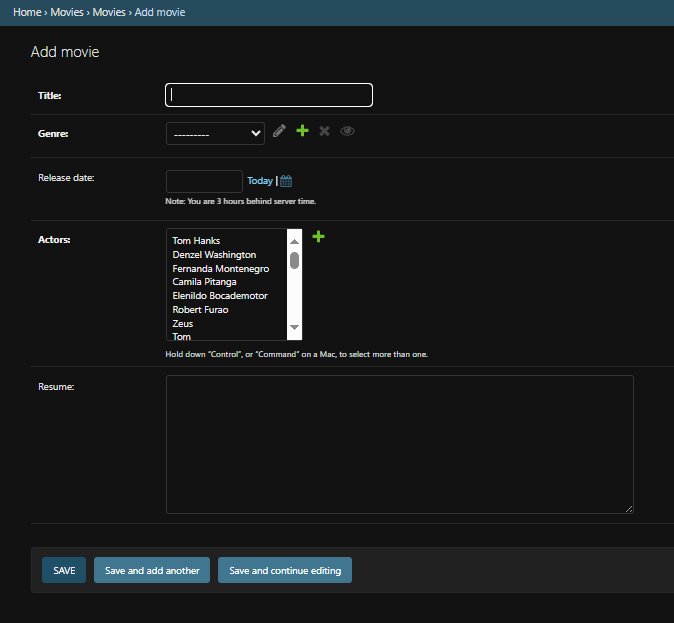 Home › Movies › Movies › Add movie
Add movie
Title:
Genre: ---------
Release date: Today |
Note: You are 3 hours behind server time.
Actors:
Tom Hanks
Denzel Washington
Fernanda Montenegro
Camila Pitanga
Elenildo Bocademotor
Robert Furao
Zeus
Tom
Hold down “Control”, or “Command” on a Mac, to select more than one.
Resume:
SAVE Save and add another Save and continue editing